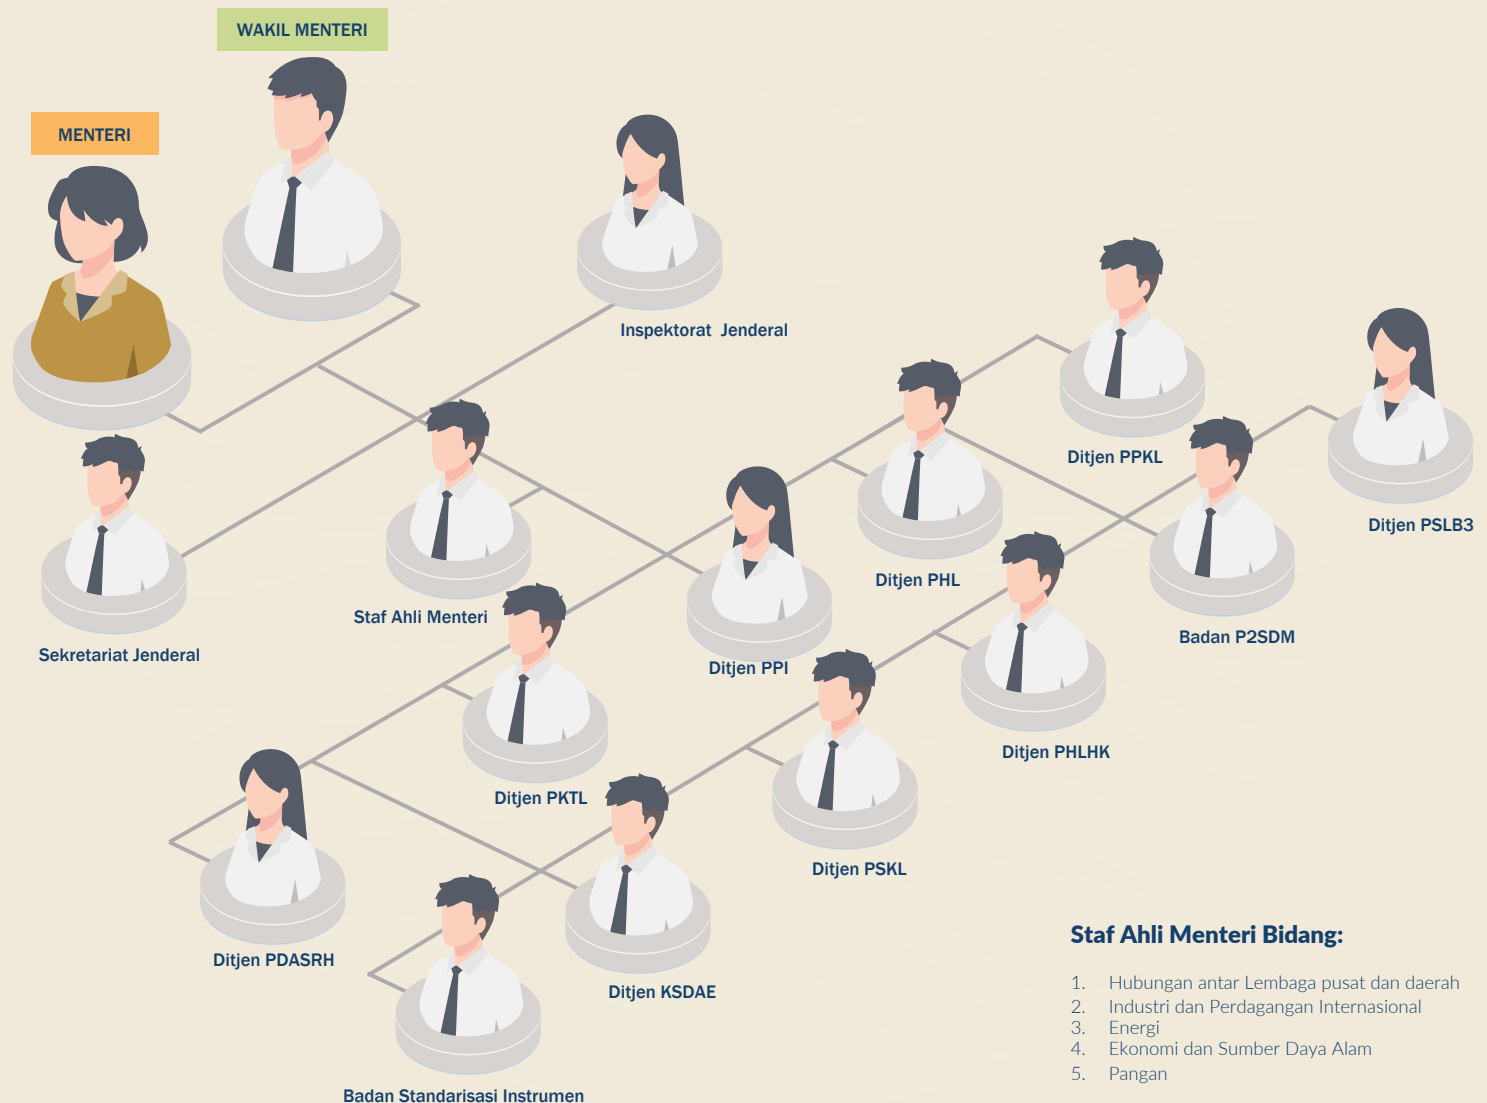 WAKIL MENTERI
MENTERI
Inspektorat Jenderal
Ditjen PPKL
Ditjen PSLB3
Ditjen PHL
Staf Ahli Menteri
Badan P2SDM
Sekretariat Jenderal
Ditjen PPI
Ditjen PHLHK
Ditjen PKTL
Ditjen PSKL
Ditjen PDASRH
Ditjen KSDAE
Badan Standarisasi Instrumen
Staf Ahli Menteri Bidang:
1. Hubungan antar Lembaga pusat dan daerah
2. Industri dan Perdagangan Internasional
3. Energi
4. Ekonomi dan Sumber Daya Alam
5. Pangan